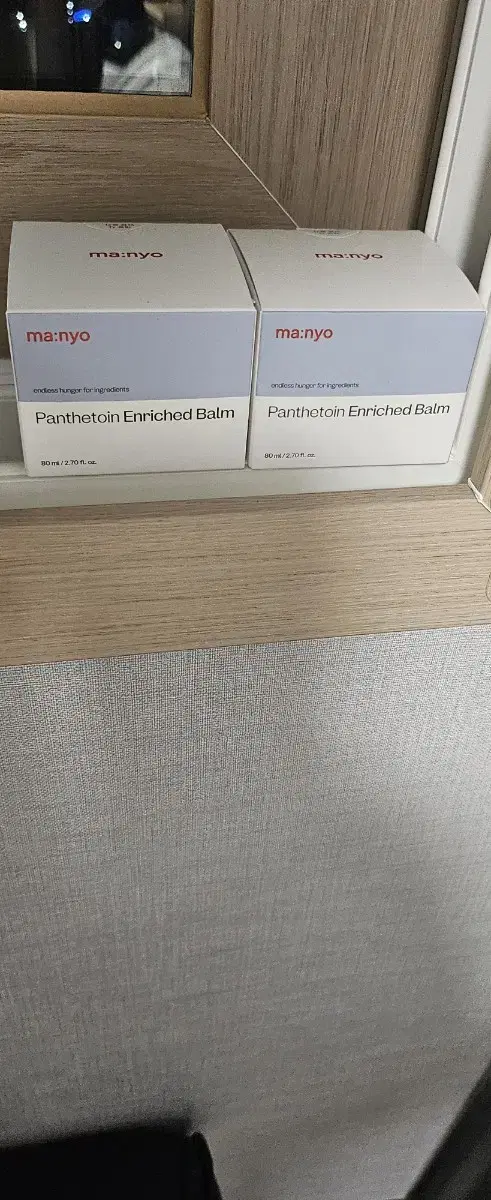 ma:nyo
ma:nyo
endless hunger for ingredients
Panthetoin Enriched Balm
80 ml / 2.70 fl. oz.
ma:nyo
ma:nyo
endless hunger for ingredients
Panthetoin Enriched Balm
80 ml / 2.70 fl. oz.